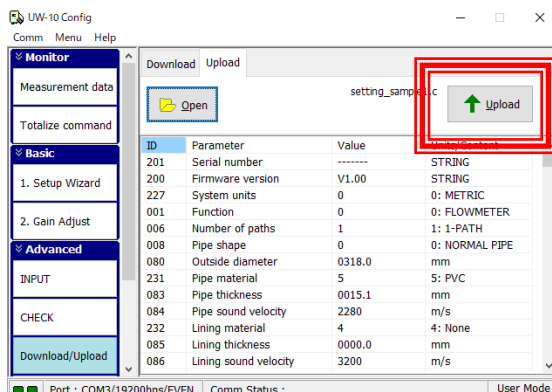 UW-10 Config
Comm Menu Help
Monitor
Measurement data
Totalize command
Basic
1. Setup Wizard
2. Gain Adjust
Advanced
INPUT
CHECK
Download/Upload
Download Upload
Open
setting_sample1.c
Upload
ID Parameter Value Units/Content
201 Serial number ------- STRING
200 Firmware version V1.00 STRING
227 System units 0 0: METRIC
001 Function 0 0: FLOWMETER
006 Number of paths 1 1: 1-PATH
008 Pipe shape 0 0: NORMAL PIPE
080 Outside diameter 0318.0 mm
231 Pipe material 5 5: PVC
083 Pipe thickness 0015.1 mm
084 Pipe sound velocity 2280 m/s
232 Lining material 4 4: None
085 Lining thickness 0000.0 mm
086 Lining sound velocity 3200 m/s
Port : COM3/19200bps/EVEN Comm Status : User Mode